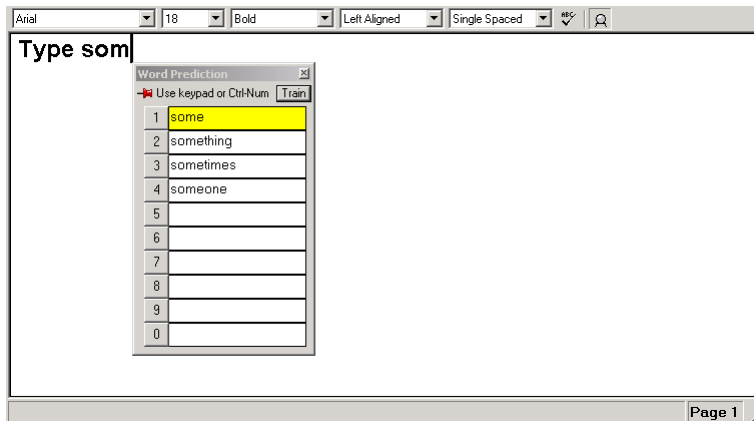 Arial 18 Bold Left Aligned Single Spaced ABC
Type som
Word Prediction
Use keypad or Ctrl-Num Train
1 some
2 something
3 sometimes
4 someone
5
6
7
8
9
0
Page 1